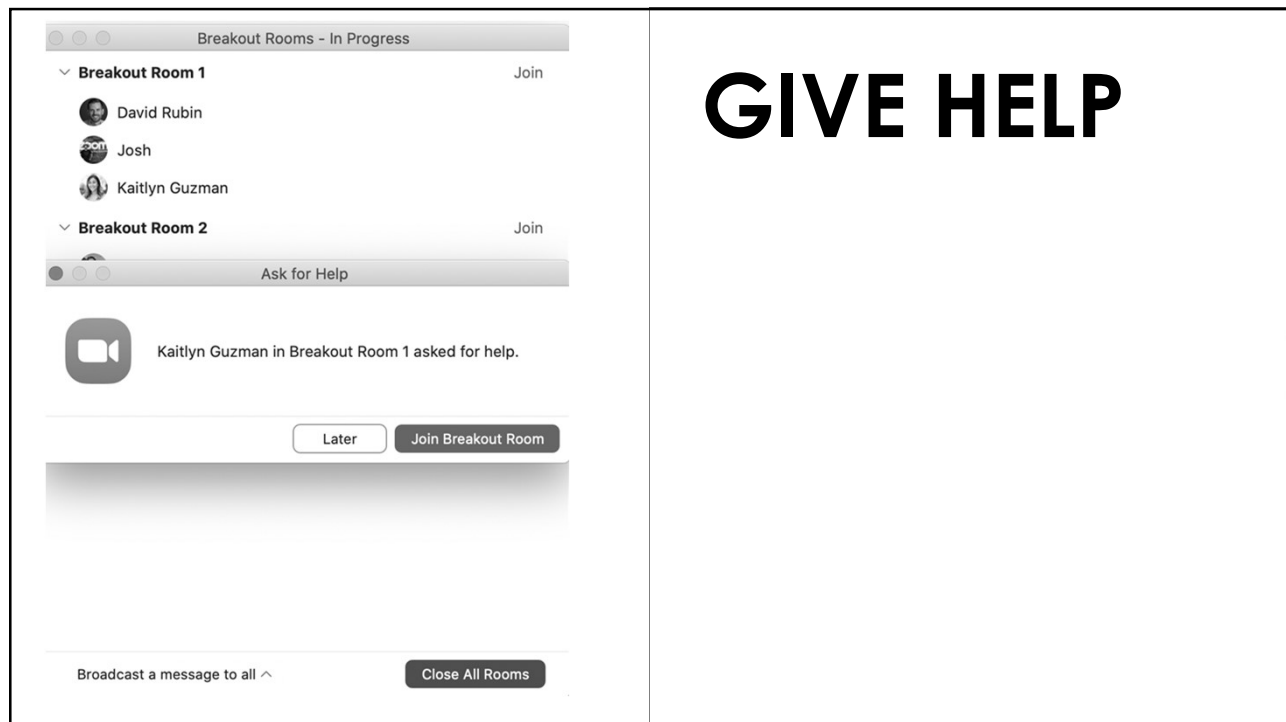 Breakout Rooms - In Progress
Breakout Room 1 Join
David Rubin
Josh
Kaitlyn Guzman
Breakout Room 2 Join
Ask for Help
Kaitlyn Guzman in Breakout Room 1 asked for help.
Later Join Breakout Room
Broadcast a message to all
Close All Rooms
GIVE HELP